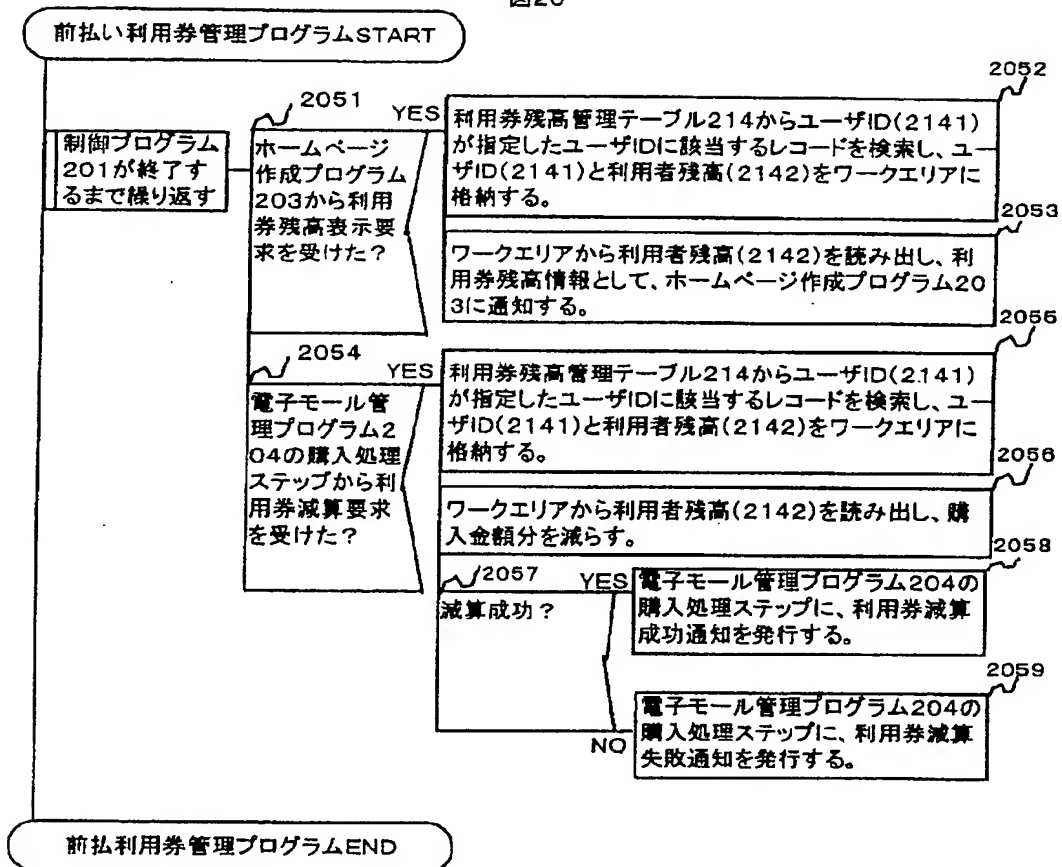 前払い利用券管理プログラムSTART
制御プログラム
201が終了す
るまで繰り返す
2051
YES
ホームページ
作成プログラム
203から利用
券残高表示要
求を受けた？
2052
利用券残高管理テーブル214からユーザID(2141)
が指定したユーザIDに該当するレコードを検索し、ユー
ザID(2141)と利用者残高(2142)をワークエリアに
格納する。
2053
ワークエリアから利用者残高(2142)を読み出し、利
用券残高情報として、ホームページ作成プログラム20
3に通知する。
2054
YES
電子モール管
理プログラム2
04の購入処理
ステップから利
用券減算要求
を受けた？
2055
利用券残高管理テーブル214からユーザID(2141)
が指定したユーザIDに該当するレコードを検索し、ユー
ザID(2141)と利用者残高(2142)をワークエリアに
格納する。
2056
ワークエリアから利用者残高(2142)を読み出し、購
入金額分を減らす。
2057
YES
減算成功？
2058
電子モール管理プログラム204の
購入処理ステップに、利用券減算
成功通知を発行する。
2059
NO
電子モール管理プログラム204の
購入処理ステップに、利用券減算
失敗通知を発行する。
前払利用券管理プログラムEND